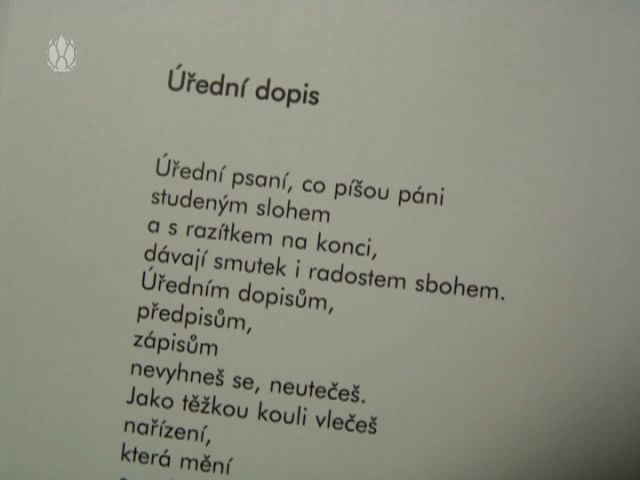 Úřední dopis
Úřední psaní, co píšou páni
studeným slohem
a s razítkem na konci,
dávají smutek i radostem sbohem.
Úředním dopisům,
předpisům,
zápisům
nevyhneš se, neutečeš.
Jako těžkou kouli vlečeš
nařízení,
která mění